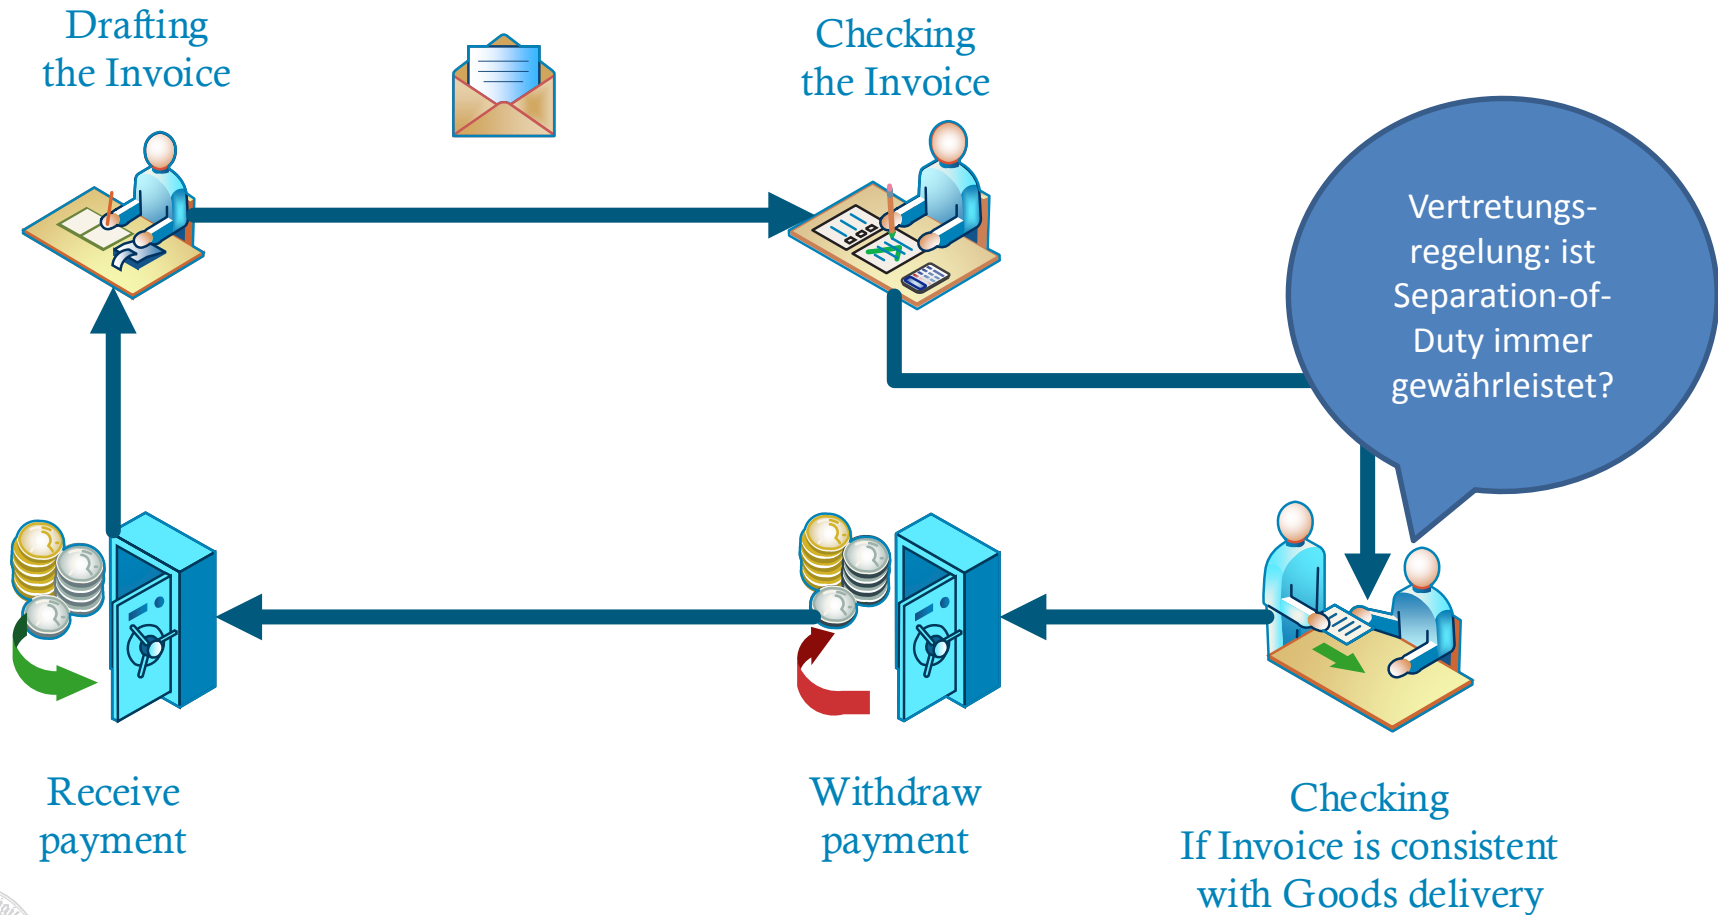 Drafting
the Invoice
Checking
the Invoice
Vertretungs-
regelung: ist
Separation-of-
Duty immer
gewährleistet?
Receive
payment
Withdraw
payment
Checking
If Invoice is consistent
with Goods delivery